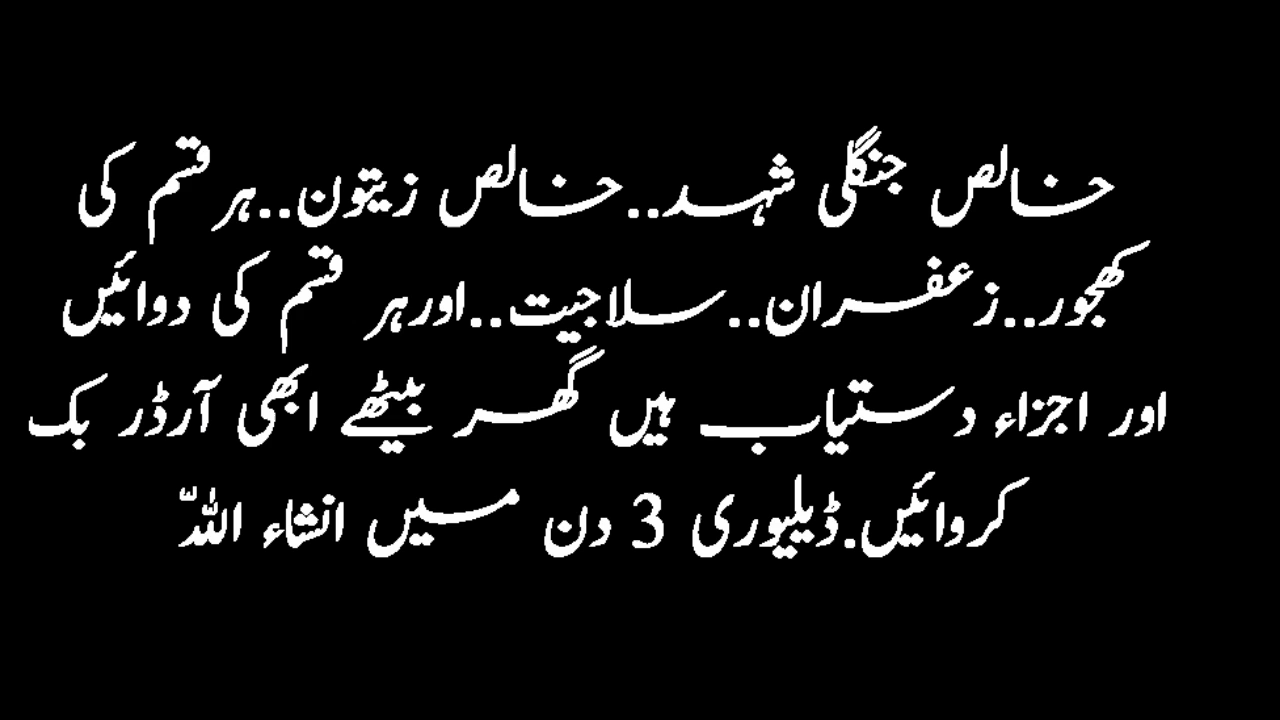 خالص جنگلی شہد..خالص زیتون..ہر قسم کی
کھجور..زعفران..سلاجیت..اورہر قسم کی دوائیں
اور اجزاء دستیاب ہیں گھر بیٹھے ابھی آرڈر بک
کروائیں.ڈیلیوری 3 دن میں انشاء اللہّ